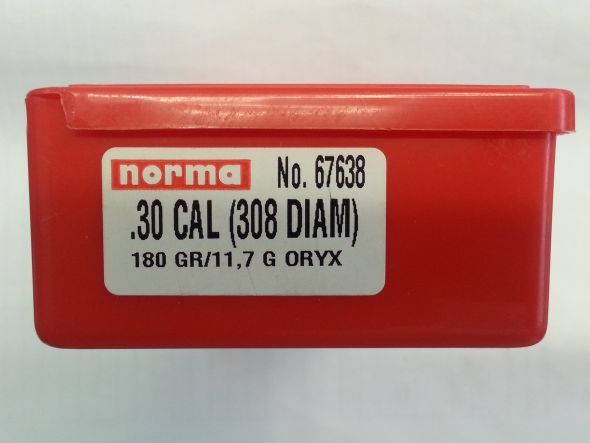 norma No. 67638
.30 CAL (308 DIAM)
180 GR/11,7 G ORYX